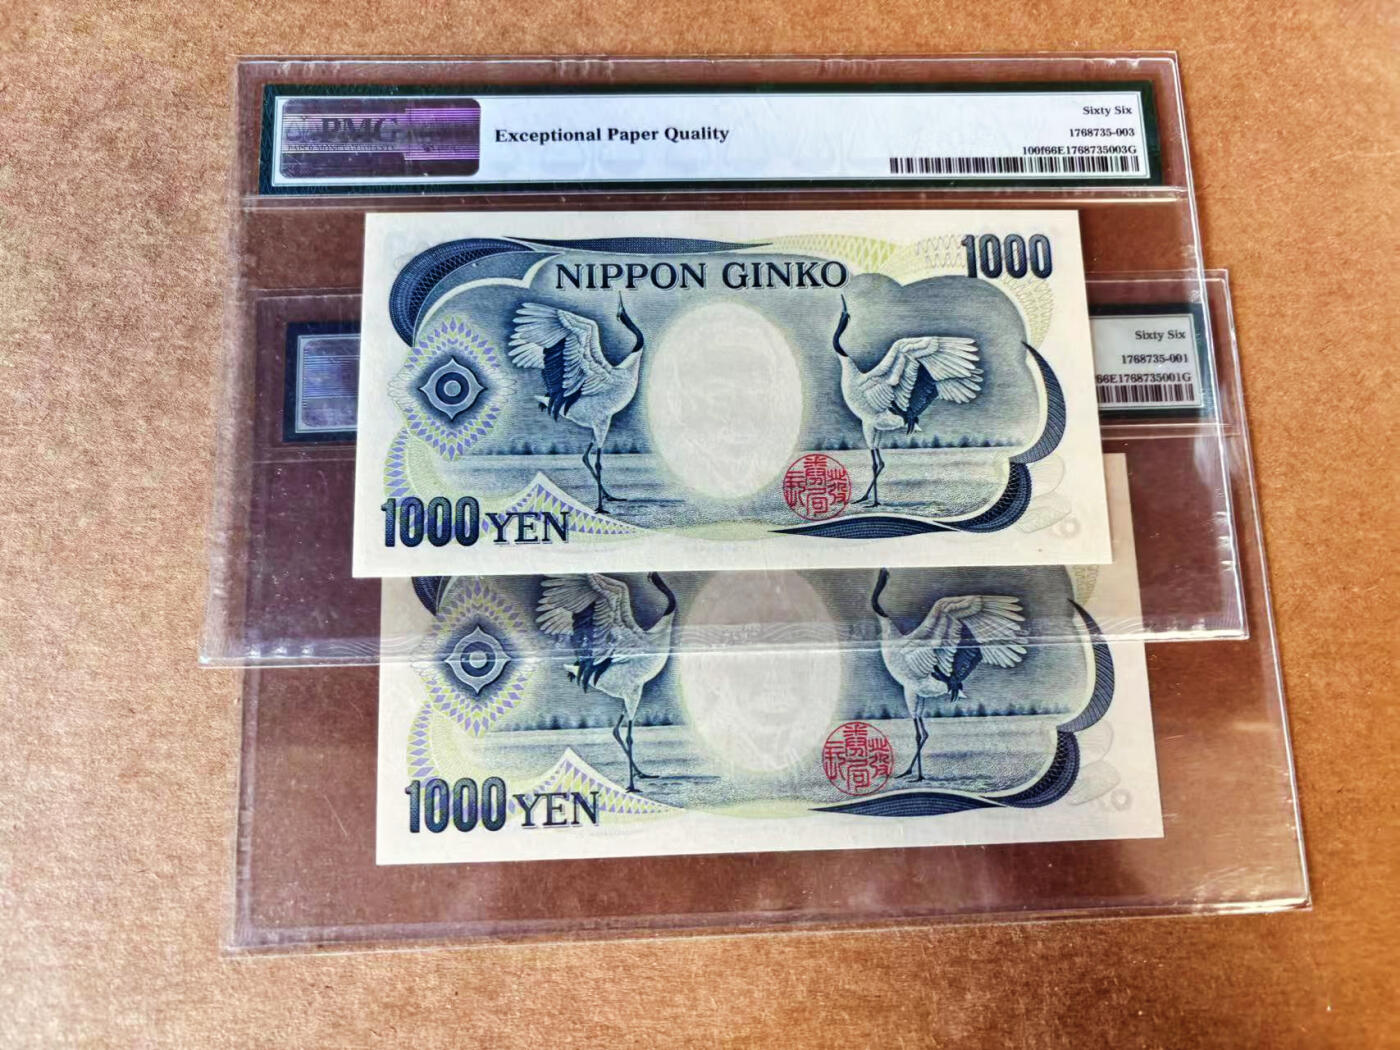 PMG
Exceptional Paper Quality
Sixty Six
1768735-003
100f66E1768735003G
NIPPON GINKO
1000
1000 YEN
Sixty Six
1768735-001
66E1768735001G
1000 YEN